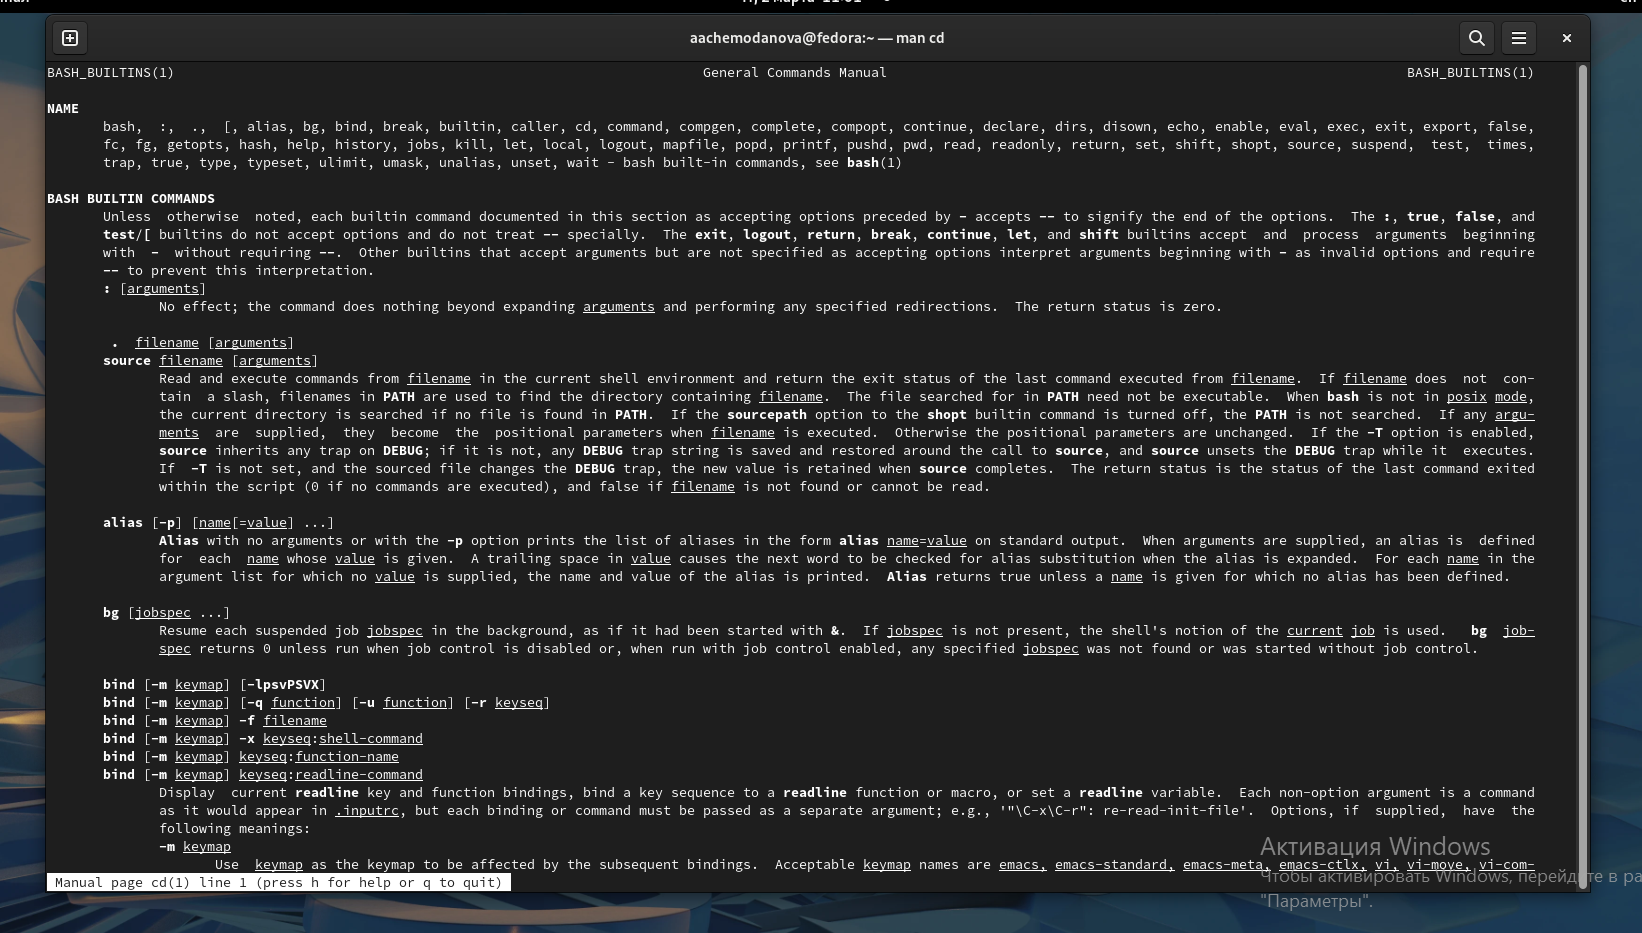 aachemodanova@fedora:~ — man cd
BASH_BUILTINS(1) General Commands Manual BASH_BUILTINS(1)
NAME
bash, :, ., [, alias, bg, bind, break, builtin, caller, cd, command, compgen, complete, compopt, continue, declare, dirs, disown, echo, enable, eval, exec, exit, export, false,
fc, fg, getopts, hash, help, history, jobs, kill, let, local, logout, mapfile, popd, printf, pushd, pwd, read, readonly, return, set, shift, shopt, source, suspend, test, times,
trap, true, type, typeset, ulimit, umask, unalias, unset, wait - bash built-in commands, see bash(1)
BASH BUILTIN COMMANDS
Unless otherwise noted, each builtin command documented in this section as accepting options preceded by - accepts -- to signify the end of the options. The :, true, false, and
test/[ builtins do not accept options and do not treat -- specially. The exit, logout, return, break, continue, let, and shift builtins accept and process arguments beginning
with - without requiring --. Other builtins that accept arguments but are not specified as accepting options interpret arguments beginning with - as invalid options and require
-- to prevent this interpretation.
: [arguments]
No effect; the command does nothing beyond expanding arguments and performing any specified redirections. The return status is zero.
. filename [arguments]
source filename [arguments]
Read and execute commands from filename in the current shell environment and return the exit status of the last command executed from filename. If filename does not con-
tain a slash, filenames in PATH are used to find the directory containing filename. The file searched for in PATH need not be executable. When bash is not in posix mode,
the current directory is searched if no file is found in PATH. If the sourcepath option to the shopt builtin command is turned off, the PATH is not searched. If any argu-
ments are supplied, they become the positional parameters when filename is executed. Otherwise the positional parameters are unchanged. If the -T option is enabled,
source inherits any trap on DEBUG; if it is not, any DEBUG trap string is saved and restored around the call to source, and source unsets the DEBUG trap while it executes.
If -T is not set, and the sourced file changes the DEBUG trap, the new value is retained when source completes. The return status is the status of the last command exited
within the script (0 if no commands are executed), and false if filename is not found or cannot be read.
alias [-p] [name[=value] ...]
Alias with no arguments or with the -p option prints the list of aliases in the form alias name=value on standard output. When arguments are supplied, an alias is defined
for each name whose value is given. A trailing space in value causes the next word to be checked for alias substitution when the alias is expanded. For each name in the
argument list for which no value is supplied, the name and value of the alias is printed. Alias returns true unless a name is given for which no alias has been defined.
bg [jobspec ...]
Resume each suspended job jobspec in the background, as if it had been started with &. If jobspec is not present, the shell's notion of the current job is used. bg job-
spec returns 0 unless run when job control is disabled or, when run with job control enabled, any specified jobspec was not found or was started without job control.
bind [-m keymap] [-lpsvPSVX]
bind [-m keymap] [-q function] [-u function] [-r keyseq]
bind [-m keymap] -f filename
bind [-m keymap] -x keyseq:shell-command
bind [-m keymap] keyseq:function-name
bind [-m keymap] keyseq:readline-command
Display current readline key and function bindings, bind a key sequence to a readline function or macro, or set a readline variable. Each non-option argument is a command
as it would appear in .inputrc, but each binding or command must be passed as a separate argument; e.g., '"\C-x\C-r": re-read-init-file'. Options, if supplied, have the
following meanings:
-m keymap
Use keymap as the keymap to be affected by the subsequent bindings. Acceptable keymap names are emacs, emacs-standard, emacs-meta, emacs-ctlx, vi, vi-move, vi-com-
Manual page cd(1) line 1 (press h for help or q to quit)
Активация Windows
Чтобы активировать Windows, перейдите в ра
"Параметры".